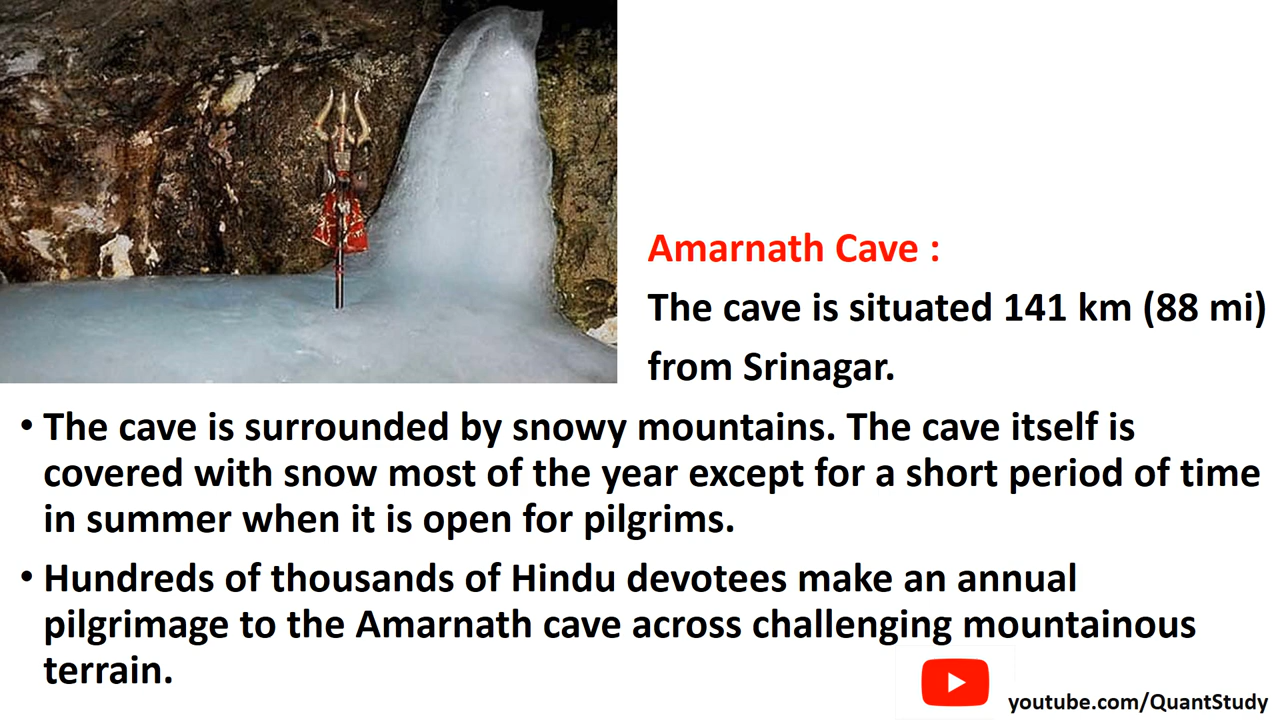 Amarnath Cave :
The cave is situated 141 km (88 mi)
from Srinagar.
• The cave is surrounded by snowy mountains. The cave itself is
covered with snow most of the year except for a short period of time
in summer when it is open for pilgrims.
• Hundreds of thousands of Hindu devotees make an annual
pilgrimage to the Amarnath cave across challenging mountainous
terrain.
youtube.com/QuantStudy